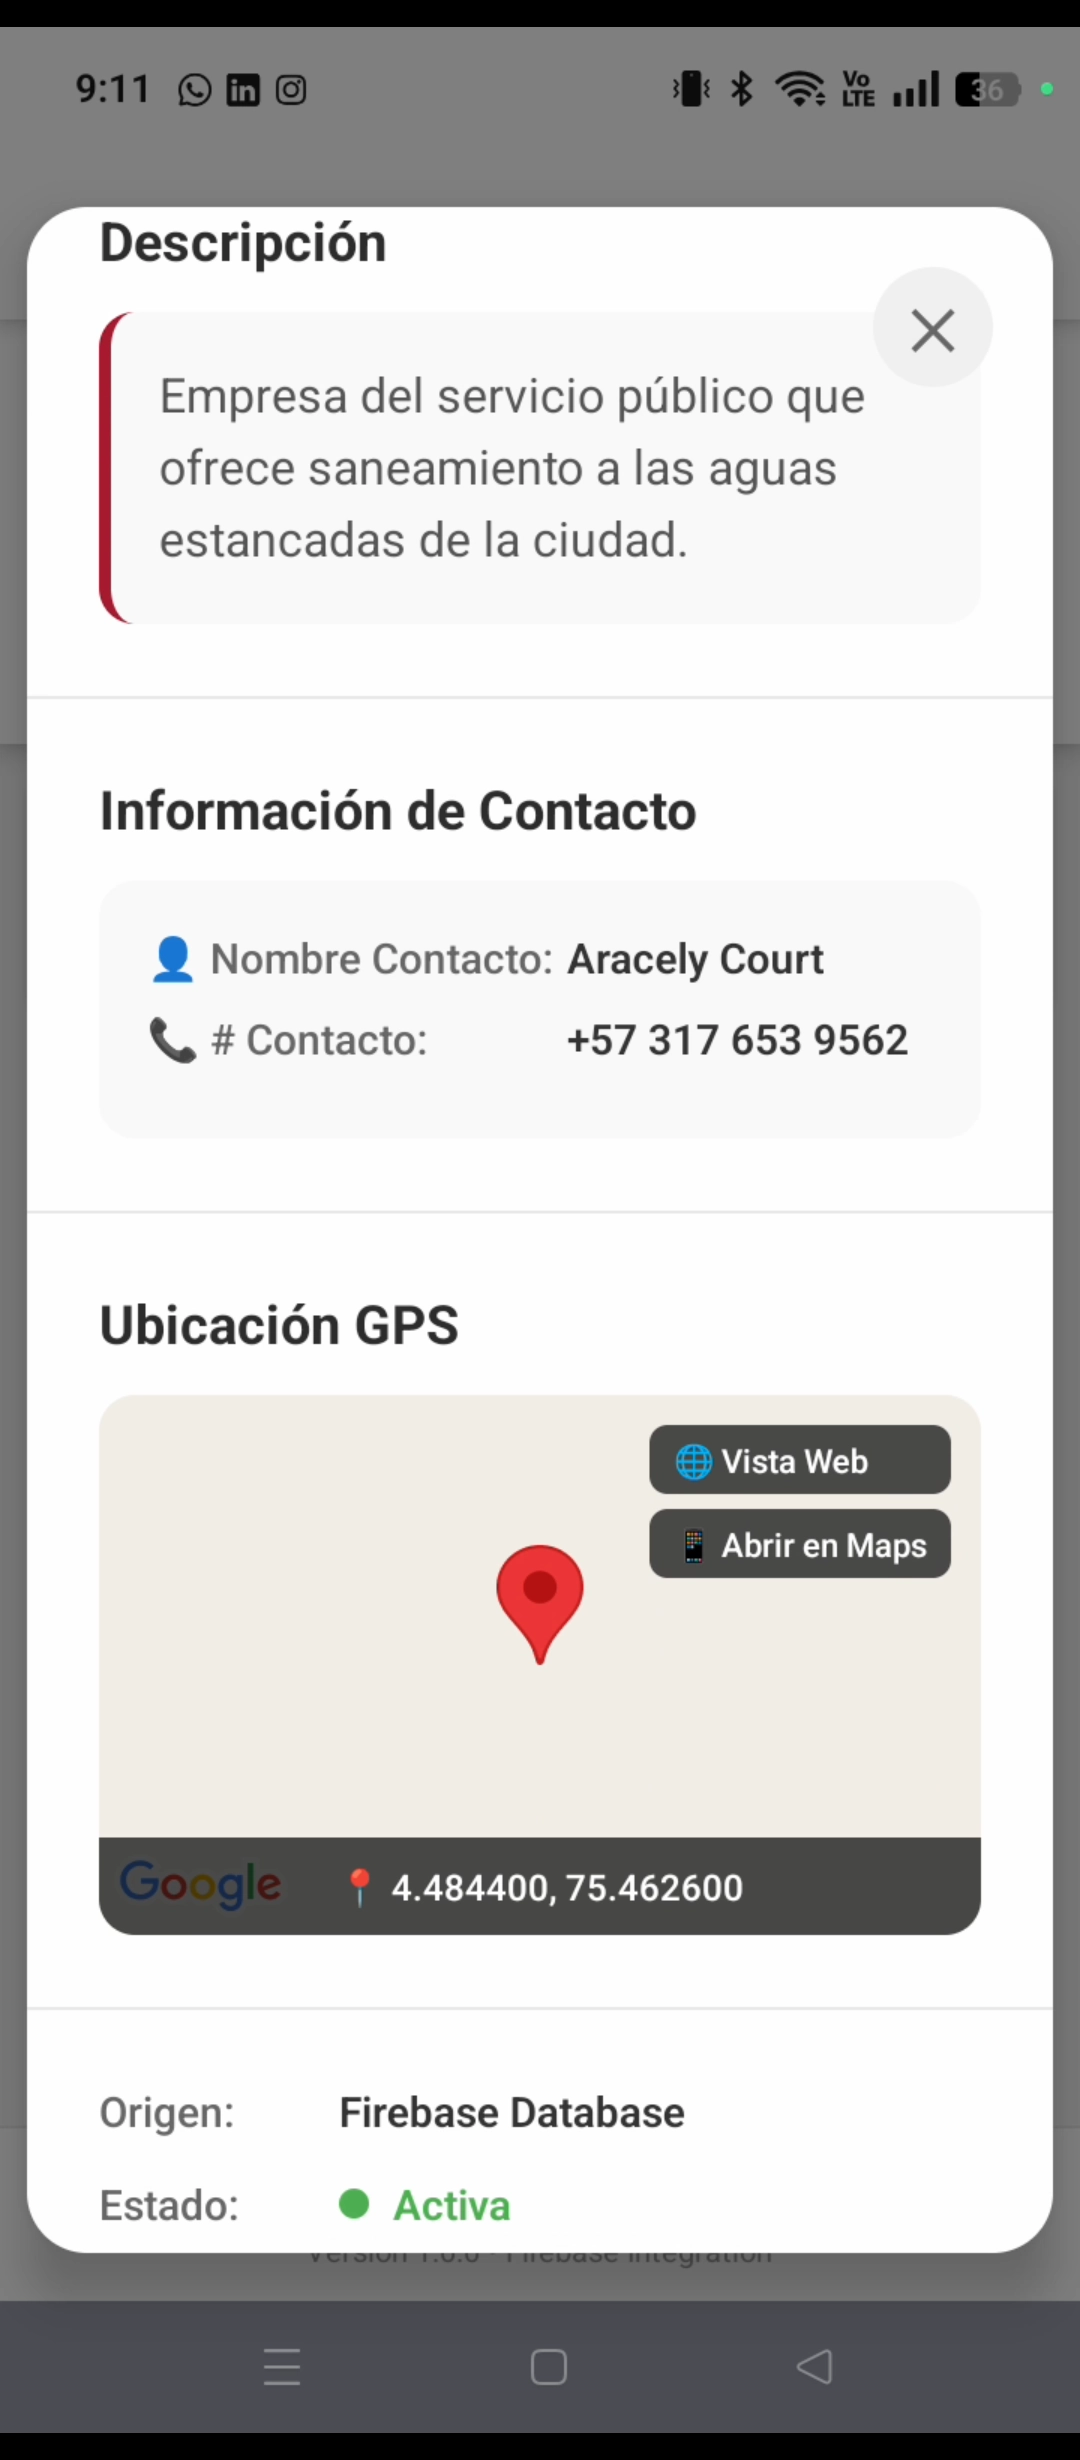 9:11
Vo
LTE
36
Descripción
Empresa del servicio público que
ofrece saneamiento a las aguas
estancadas de la ciudad.
Información de Contacto
Nombre Contacto: Aracely Court
# Contacto: +57 317 653 9562
Ubicación GPS
Vista Web
Abrir en Maps
Google
4.484400, 75.462600
Origen: Firebase Database
Estado: Activa
Firebase Integration